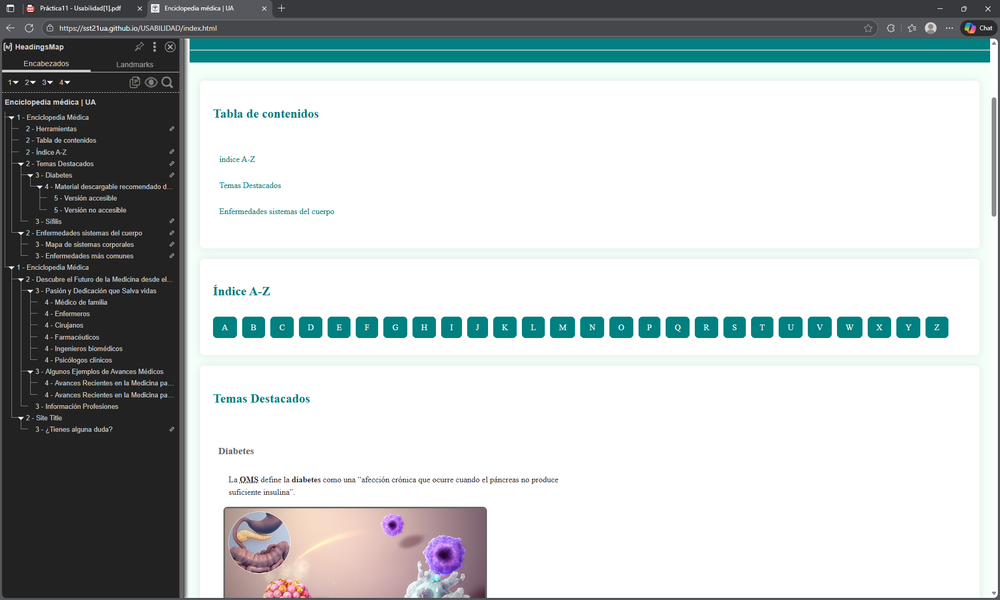 Práctica11 - Usabilidad[1].pdf
Enciclopedia médica | UA
https://sst21ua.github.io/USABILIDAD/index.html
Chat
HeadingsMap
Encabezados
Landmarks
1 2 3 4
Enciclopedia médica | UA
1 - Enciclopedia Médica
2 - Herramientas
2 - Tabla de contenidos
2 - Índice A-Z
2 - Temas Destacados
3 - Diabetes
4 - Material descargable recomendado d...
5 - Versión accesible
5 - Versión no accesible
3 - Sífilis
2 - Enfermedades sistemas del cuerpo
3 - Mapa de sistemas corporales
3 - Enfermedades más comunes
1 - Enciclopedia Médica
2 - Descubre el Futuro de la Medicina desde el...
3 - Pasión y Dedicación que Salva vidas
4 - Médico de familia
4 - Enfermeros
4 - Cirujanos
4 - Farmacéuticos
4 - Ingenieros biomédicos
4 - Psicólogos clínicos
3 - Algunos Ejemplos de Avances Médicos
4 - Avances Recientes en la Medicina pa...
4 - Avances Recientes en la Medicina pa...
3 - Información Profesiones
2 - Site Title
3 - ¿Tienes alguna duda?
Tabla de contenidos
índice A-Z
Temas Destacados
Enfermedades sistemas del cuerpo
Índice A-Z
A B C D E F G H I J K L M N O P Q R S T U V W X Y Z
Temas Destacados
Diabetes
La OMS define la diabetes como una “afección crónica que ocurre cuando el páncreas no produce
suficiente insulina”.